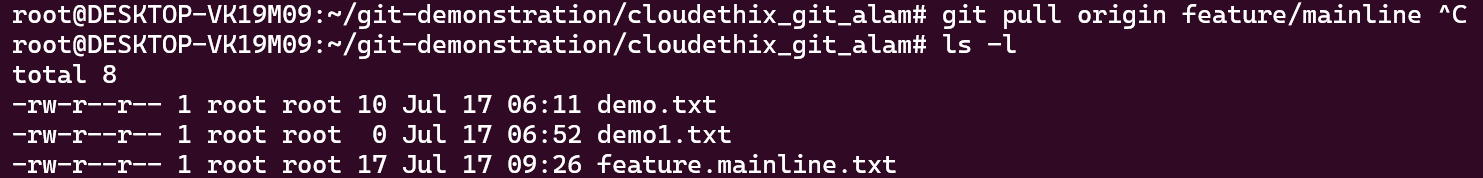 root@DESKTOP-VK19M09:~/git-demonstration/cloudethix_git_alam# git pull origin feature/mainline ^C
root@DESKTOP-VK19M09:~/git-demonstration/cloudethix_git_alam# ls -l
total 8
-rw-r--r-- 1 root root 10 Jul 17 06:11 demo.txt
-rw-r--r-- 1 root root  0 Jul 17 06:52 demo1.txt
-rw-r--r-- 1 root root 17 Jul 17 09:26 feature.mainline.txt